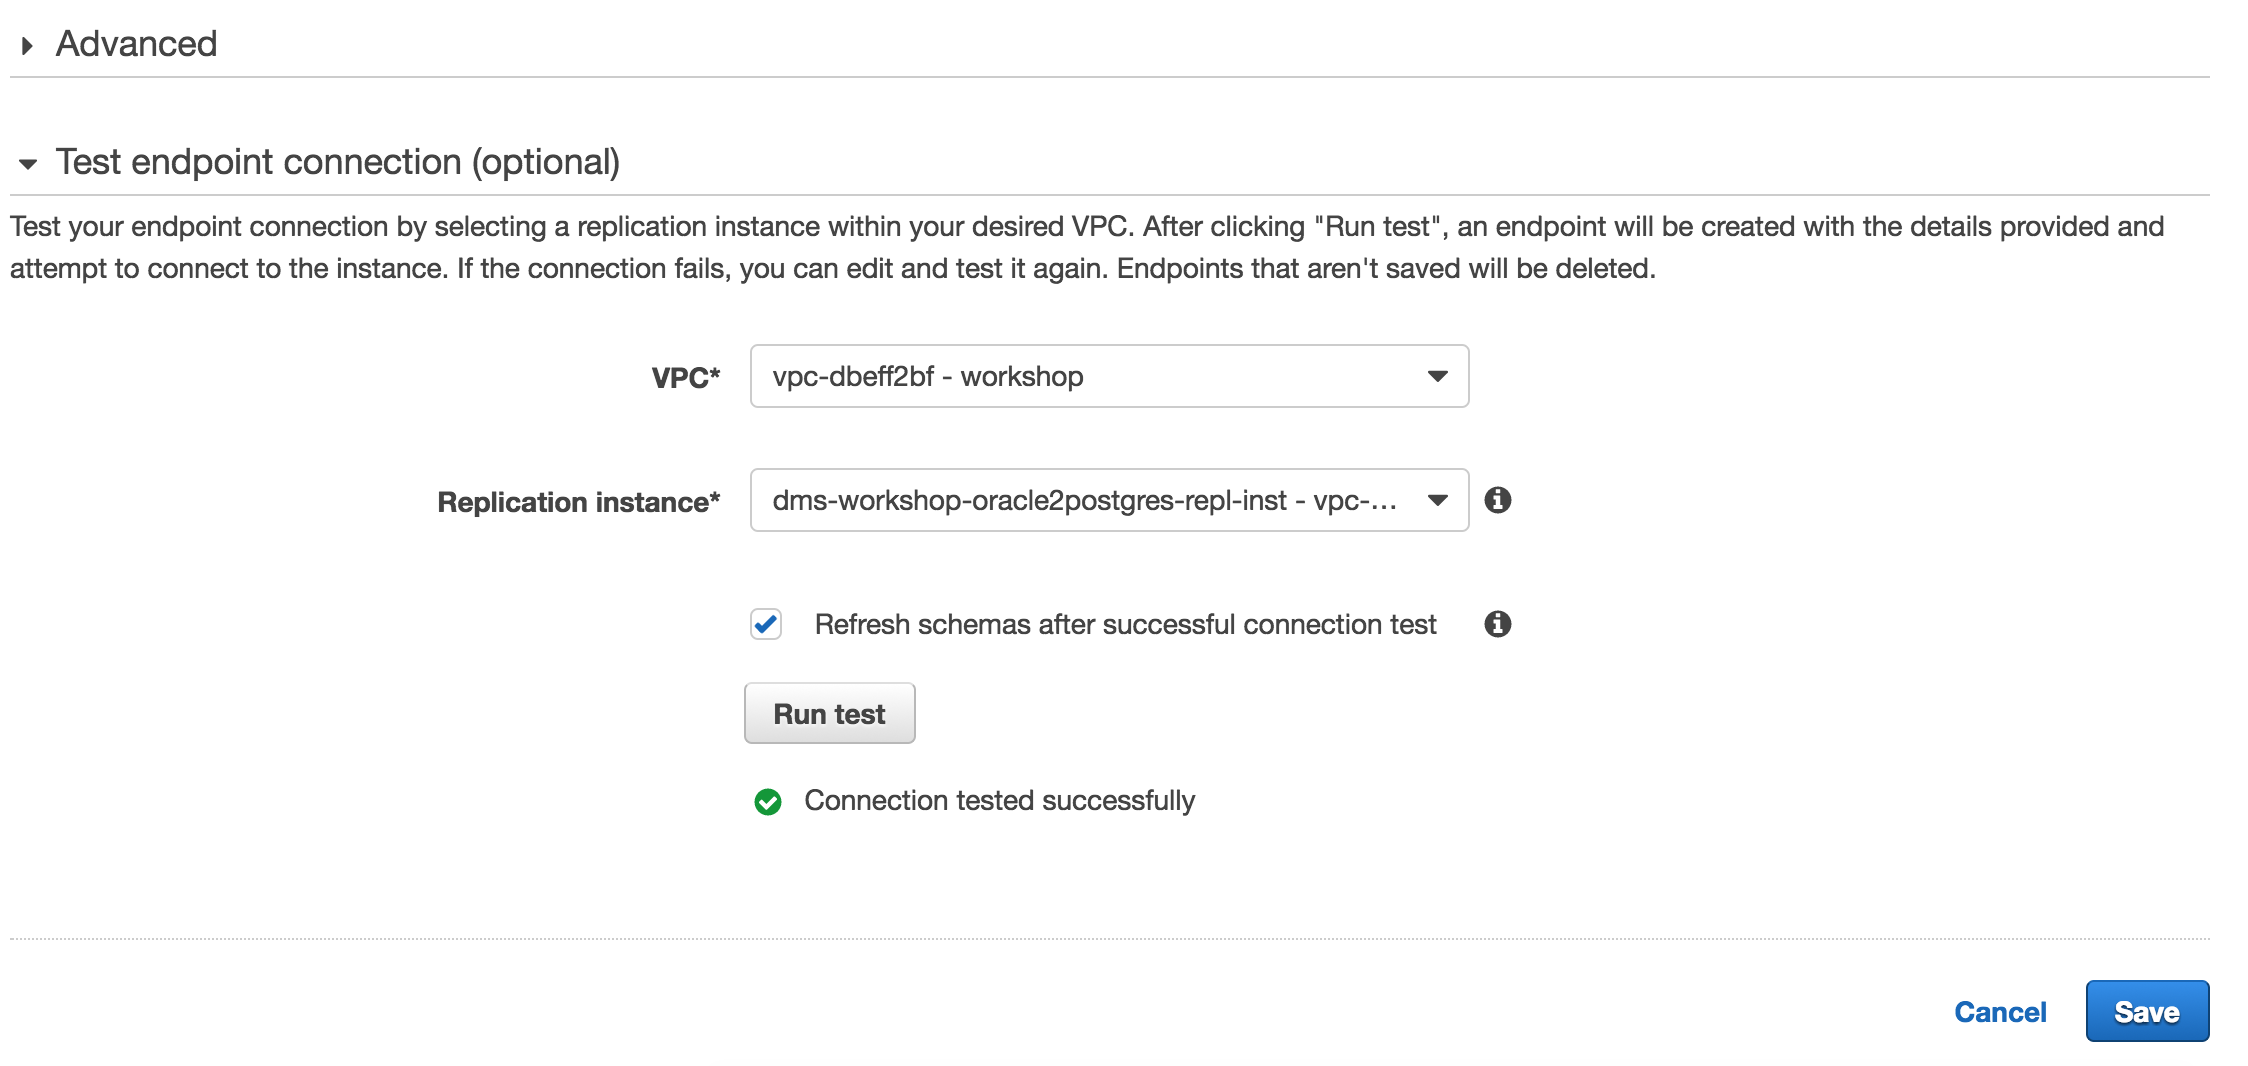 Advanced
Test endpoint connection (optional)
Test your endpoint connection by selecting a replication instance within your desired VPC. After clicking "Run test", an endpoint will be created with the details provided and
attempt to connect to the instance. If the connection fails, you can edit and test it again. Endpoints that aren't saved will be deleted.
VPC* vpc-dbeff2bf - workshop
Replication instance* dms-workshop-oracle2postgres-repl-inst - vpc-...
Refresh schemas after successful connection test
Run test
Connection tested successfully
Cancel Save